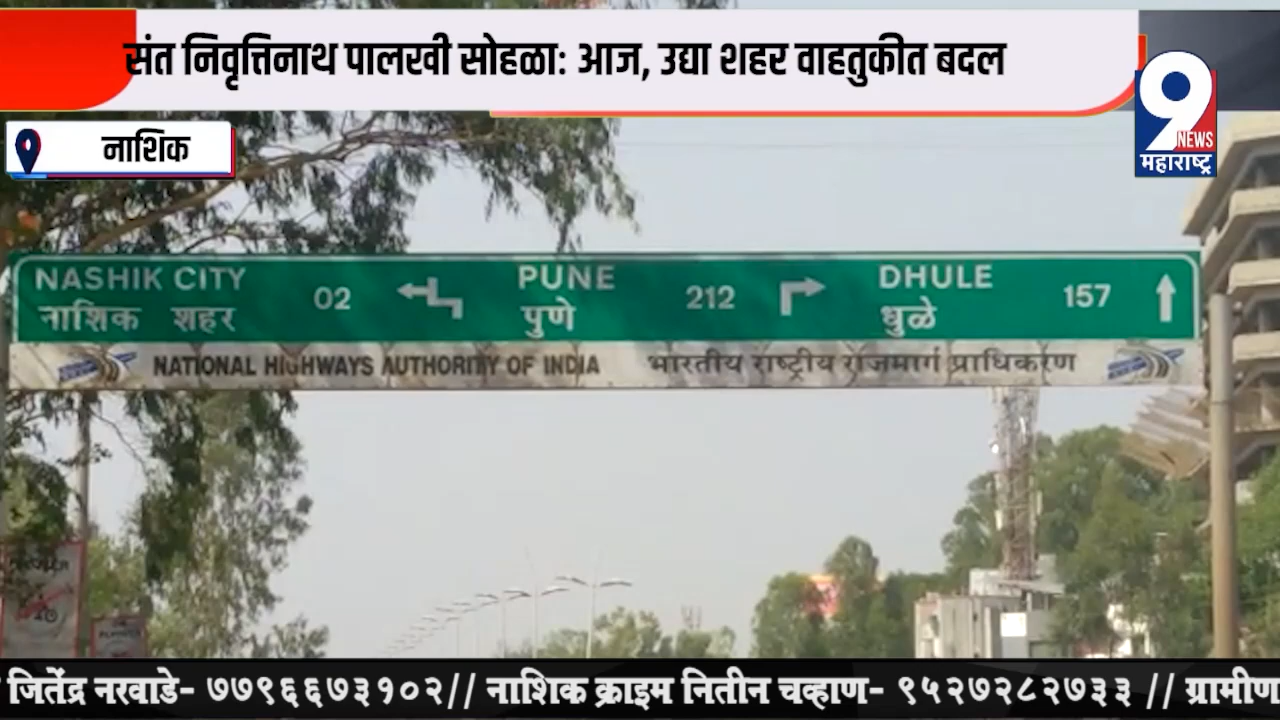 संत निवृत्तिनाथ पालखी सोहळा: आज, उद्या शहर वाहतुकीत बदल
9
NEWS
महाराष्ट्र
नाशिक
NASHIK CITY 02 PUNE 212 DHULE 157
नाशिक शहर पुणे धुळे
NATIONAL HIGHWAYS AUTHORITY OF INDIA भारतीय राष्ट्रीय राजमार्ग प्राधिकरण
जितेंद्र नरवाडे- ७७९६६७३१०२// नाशिक क्राइम नितीन चव्हाण- ९५२७२८२७३३ // ग्रामीण